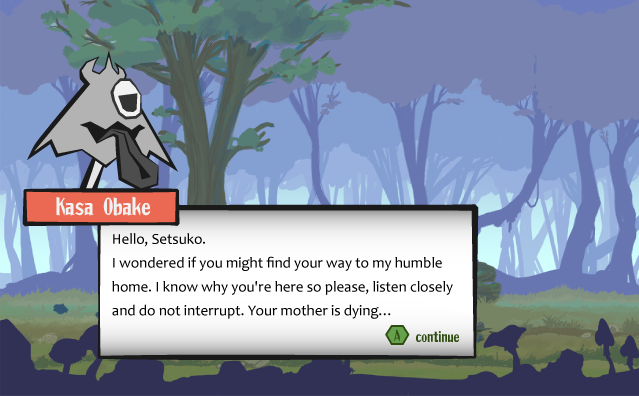 Kasa Obake
Hello, Setsuko.
I wondered if you might find your way to my humble
home. I know why you're here so please, listen closely
and do not interrupt. Your mother is dying...
A continue